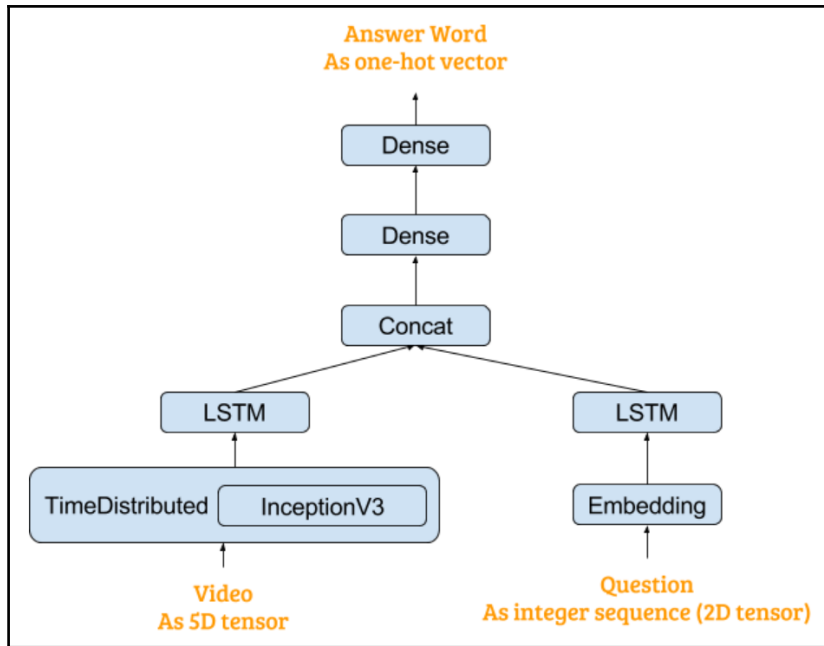 Answer Word
As one-hot vector
Dense
Dense
Concat
LSTM
LSTM
TimeDistributed
InceptionV3
Embedding
Video
As 5D tensor
Question
As integer sequence (2D tensor)